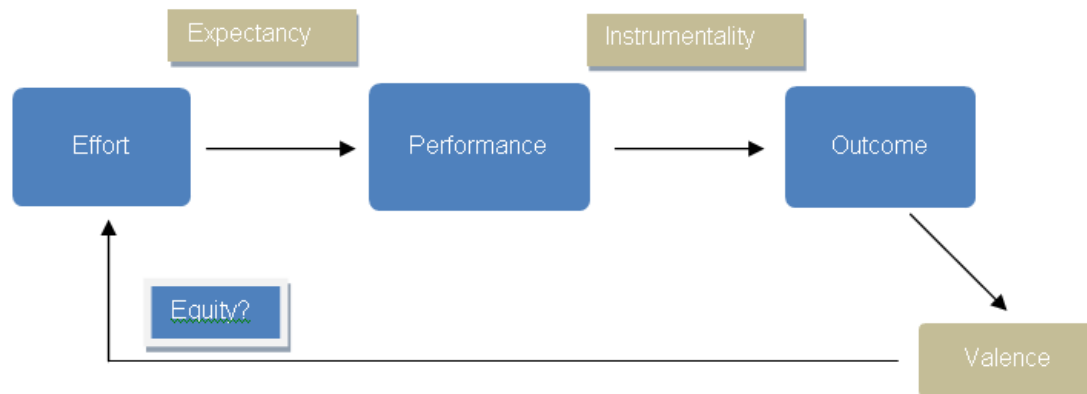 Expectancy
Instrumentality
Effort
Performance
Outcome
Equity?
Valence